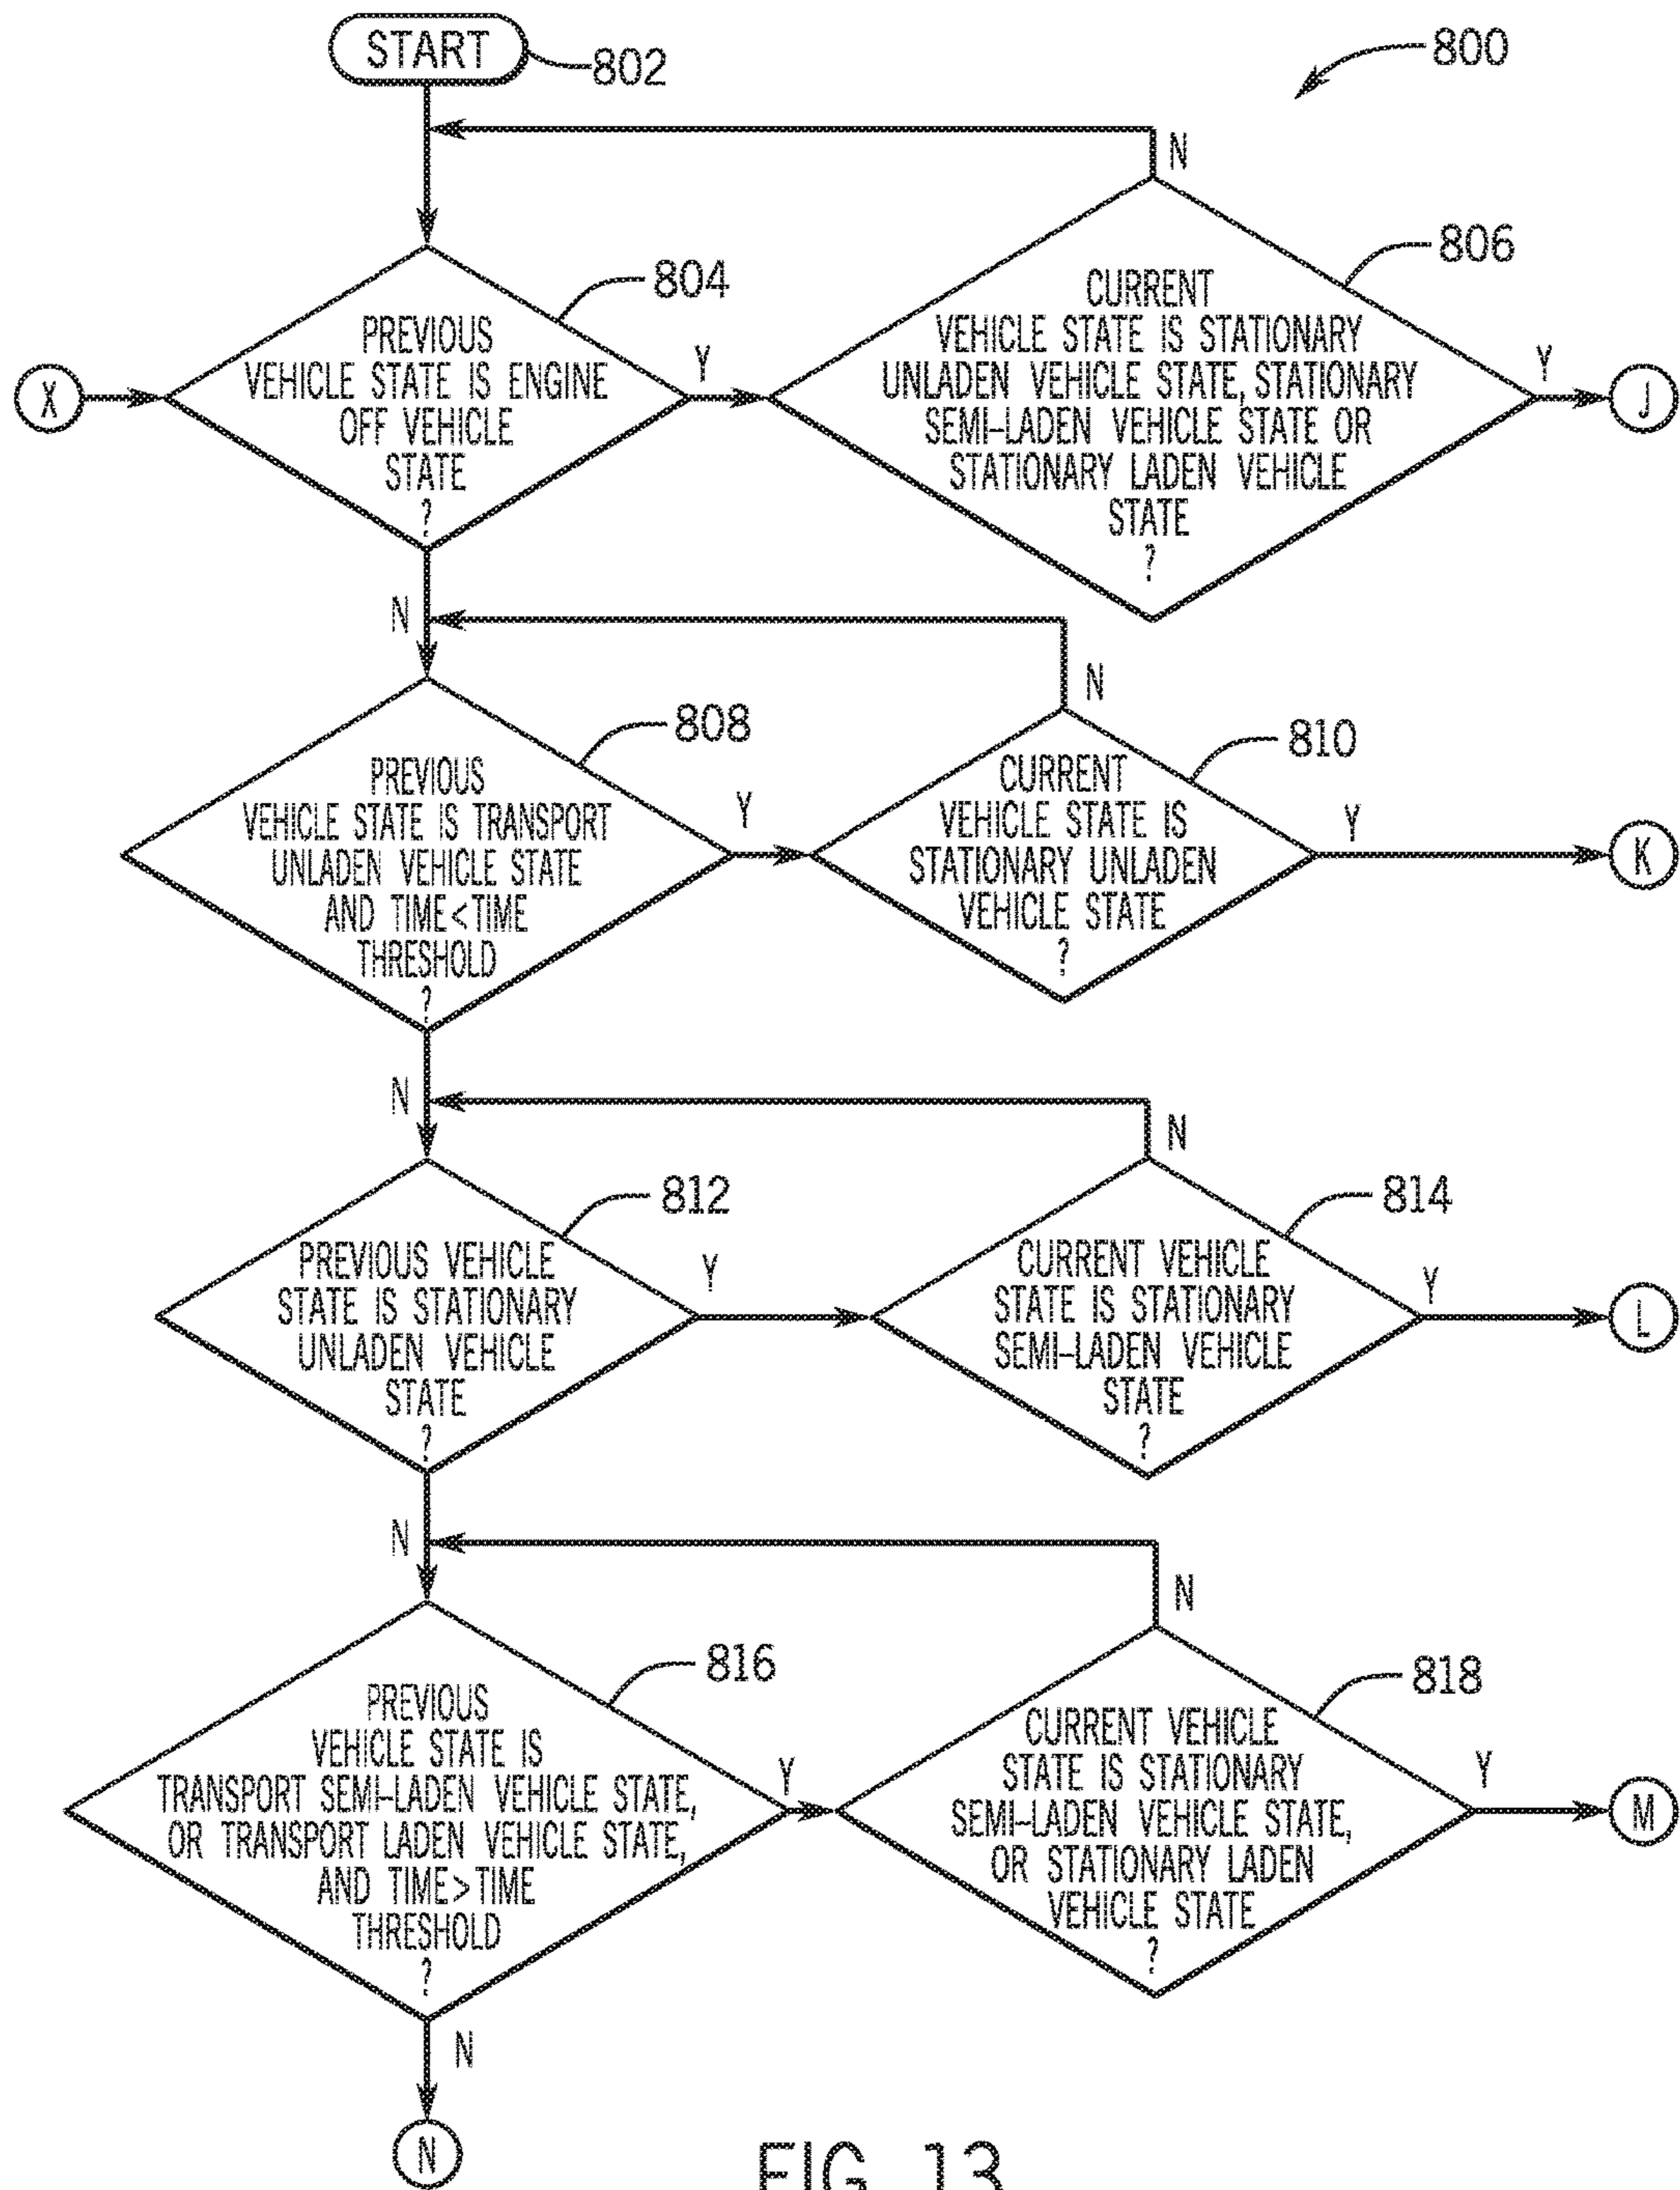 START
802
800
N
806
804
CURRENT
VEHICLE STATE IS STATIONARY
UNLADEN VEHICLE STATE, STATIONARY
SEMI-LADEN VEHICLE STATE OR
STATIONARY LADEN VEHICLE
STATE
?
PREVIOUS
VEHICLE STATE IS ENGINE
OFF VEHICLE
STATE
?
Y
Y
X
J
N
N
808
810
PREVIOUS
VEHICLE STATE IS TRANSPORT
UNLADEN VEHICLE STATE
AND TIME<TIME
THRESHOLD
?
Y
CURRENT
VEHICLE STATE IS
STATIONARY UNLADEN
VEHICLE STATE
?
Y
K
N
N
812
814
PREVIOUS VEHICLE
STATE IS STATIONARY
UNLADEN VEHICLE
STATE
?
Y
CURRENT VEHICLE
STATE IS STATIONARY
SEMI-LADEN VEHICLE
STATE
?
Y
L
N
N
816
818
PREVIOUS
VEHICLE STATE IS
TRANSPORT SEMI-LADEN VEHICLE STATE,
OR TRANSPORT LADEN VEHICLE STATE,
AND TIME>TIME
THRESHOLD
?
Y
CURRENT VEHICLE
STATE IS STATIONARY
SEMI-LADEN VEHICLE STATE,
OR STATIONARY LADEN
VEHICLE STATE
?
Y
M
N
N
FIG. 13